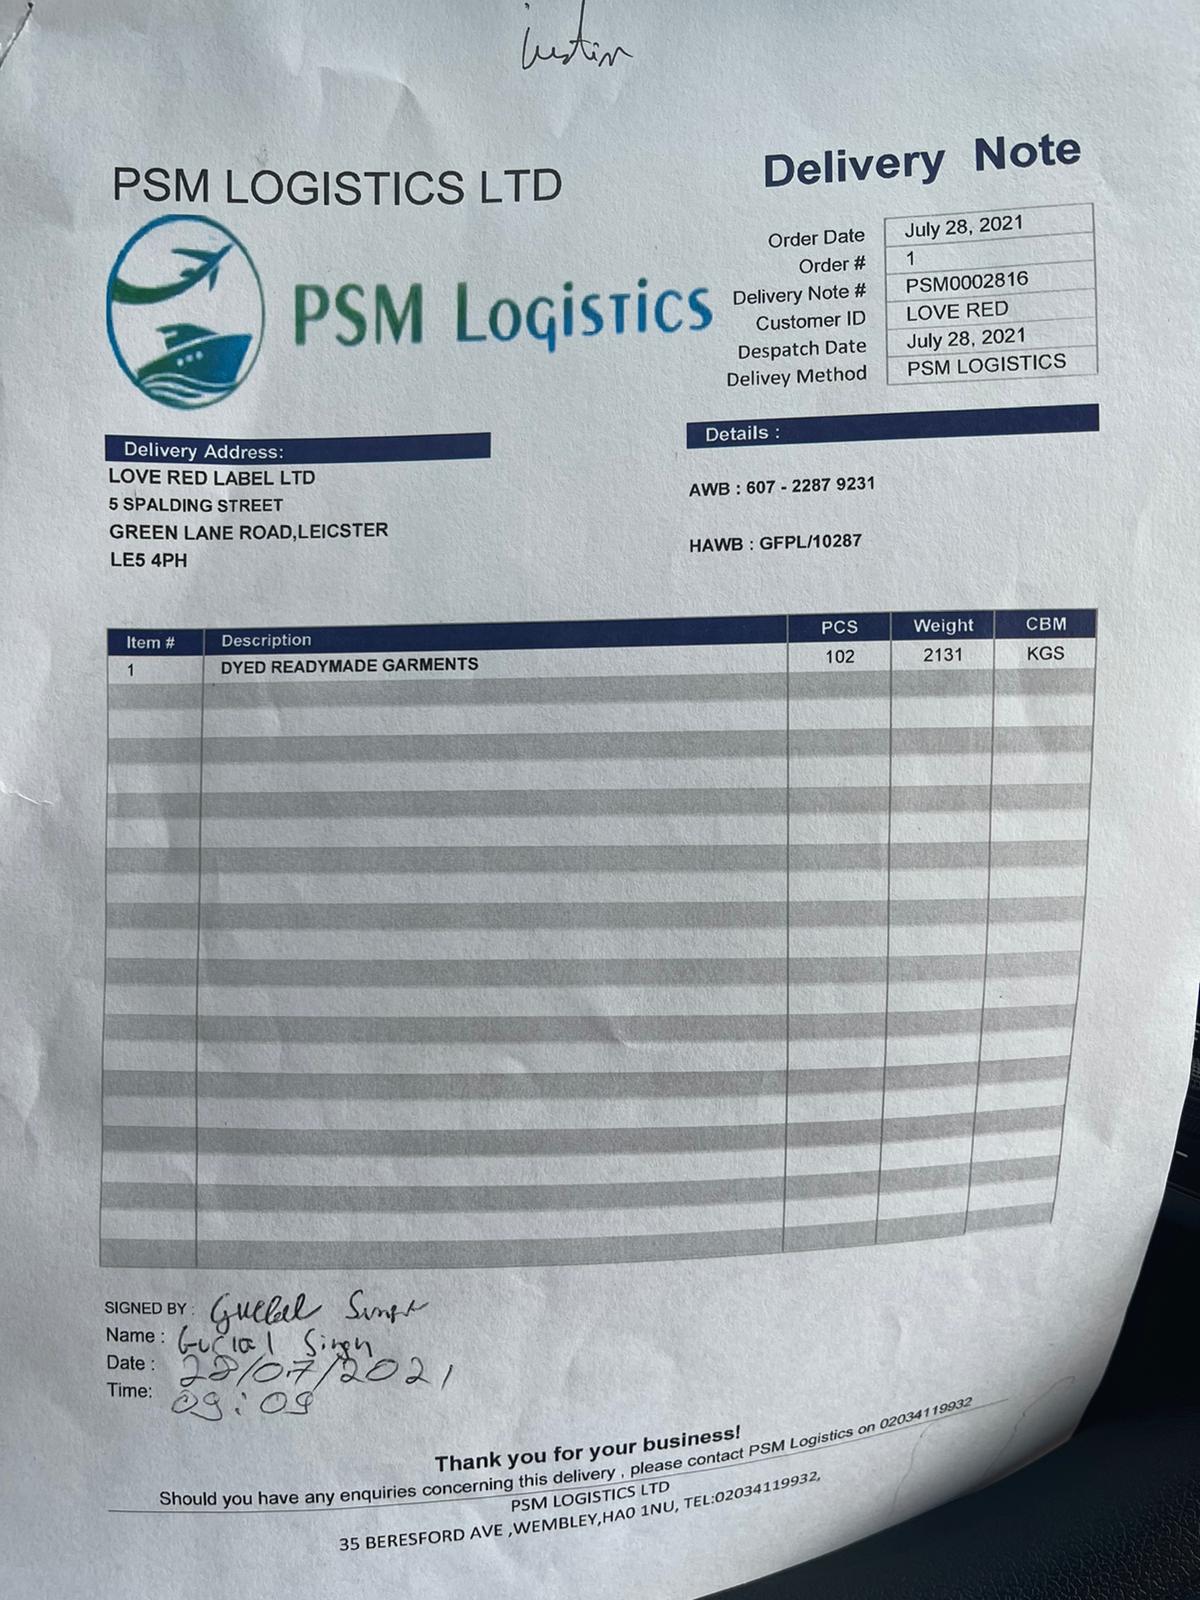 PSM LOGISTICS LTD
Delivery Note
PSM Logistics
Order Date July 28, 2021
Order # 1
Delivery Note # PSM0002816
Customer ID LOVE RED
Despatch Date July 28, 2021
Delivey Method PSM LOGISTICS
Delivery Address:
LOVE RED LABEL LTD
5 SPALDING STREET
GREEN LANE ROAD,LEICSTER
LE5 4PH
Details :
AWB : 607 - 2287 9231
HAWB : GFPL/10287
Item # Description PCS Weight CBM
1 DYED READYMADE GARMENTS 102 2131 KGS
SIGNED BY : Singh
Name : Singh
Date : 28/07/2021
Time: 09:09
Thank you for your business!
Should you have any enquiries concerning this delivery , please contact PSM Logistics on 02034119932
PSM LOGISTICS LTD
35 BERESFORD AVE ,WEMBLEY,HA0 1NU, TEL:02034119932,